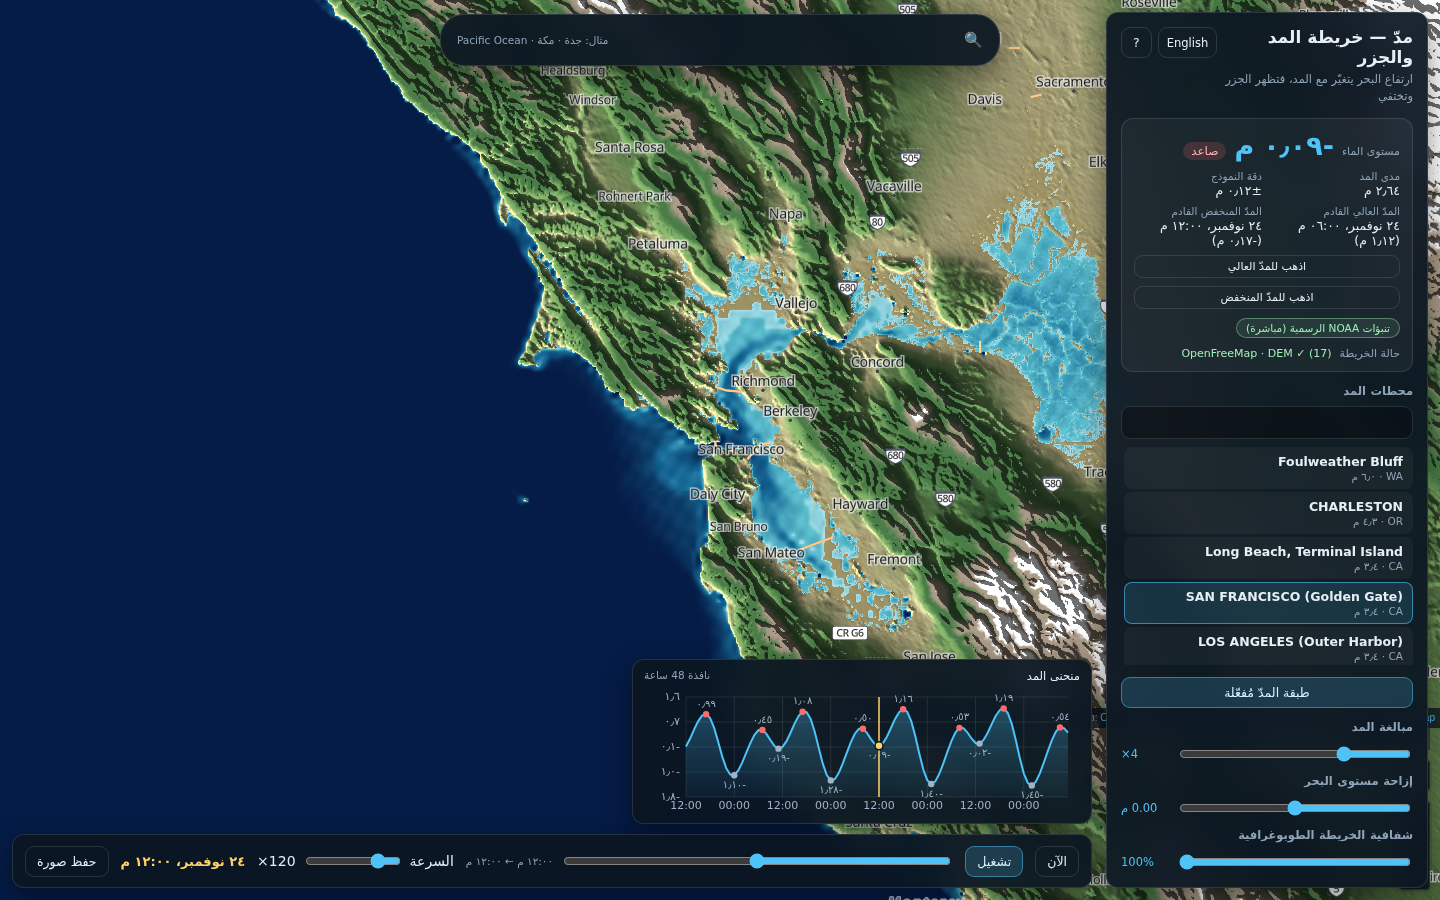 مدّ — خريطة المد والجزر
ارتفاع البحر يتغيّر مع المد، فتظهر الجزر وتختفي
English
?
مثال: جدة · مكة · Pacific Ocean
مستوى الماء
-٠٫٠٩ م
صاعد
مدى المد
٢٫٦٤ م
دقة النموذج
±٠٫١٢ م
المدّ العالي القادم
٢٤ نوفمبر، ٠٦:٠٠ م
(١٫١٢ م)
المدّ المنخفض القادم
٢٤ نوفمبر، ١٢:٠٠ م
(-٠٫١٧ م)
اذهب للمدّ العالي
اذهب للمدّ المنخفض
تنبؤات NOAA الرسمية (مباشرة)
حالة الخريطة
OpenFreeMap · DEM ✓ (17)
محطات المد
Foulweather Bluff
WA · ٦٫٠ م
CHARLESTON
OR · ٤٫٣ م
Long Beach, Terminal Island
CA · ٣٫٤ م
SAN FRANCISCO (Golden Gate)
CA · ٣٫٤ م
LOS ANGELES (Outer Harbor)
CA · ٣٫٤ م
طبقة المدّ مُفعّلة
مبالغة المد
×4
إزاحة مستوى البحر
0.00 م
شفافية الخريطة الطوبوغرافية
100%
505
Roseville
Healdsburg
Windsor
Santa Rosa
Rohnert Park
Petaluma
Napa
Vacaville
505
80
Davis
Sacramento
Elk
Vallejo
680
Concord
Richmond
Berkeley
San Francisco
Daly City
San Bruno
San Mateo
Hayward
Fremont
680
580
580
Tra
CR G6
San Jose
Santa Cruz
منحنى المد
نافذة 48 ساعة
١٫٦
٠٫٧
-٠٫١
-١٫٠
-١٫٨
٠٫٩٩
-١٫١٠
٠٫٤٥
-٠٫١٩
١٫٠٨
-١٫٢٨
٠٫٥٠
١٫١٦
-١٫٤٠
٠٫٥٣
-٠٫٠٢
١٫١٩
-١٫٤٥
٠٫٥٤
12:00 00:00 12:00 00:00 12:00 00:00 12:00 00:00
الآن
تشغيل
١٢:٠٠ م ← ١٢:٠٠ م
السرعة
×120
٢٤ نوفمبر، ١٢:٠٠ م
حفظ صورة